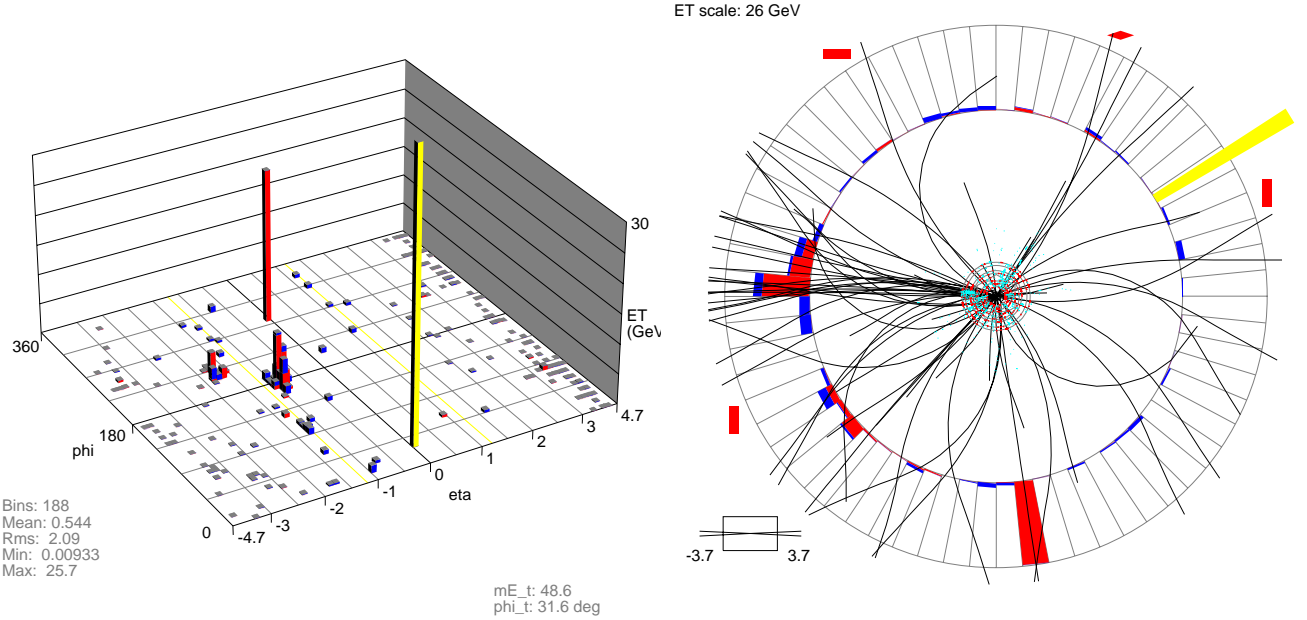 ET scale: 26 GeV
30
ET
(GeV
360
180
phi
0
-4.7
-3
-2
-1
0
1
2
3
4.7
eta
Bins: 188
Mean: 0.544
Rms: 2.09
Min: 0.00933
Max: 25.7
mE_t: 48.6
phi_t: 31.6 deg
-3.7
3.7